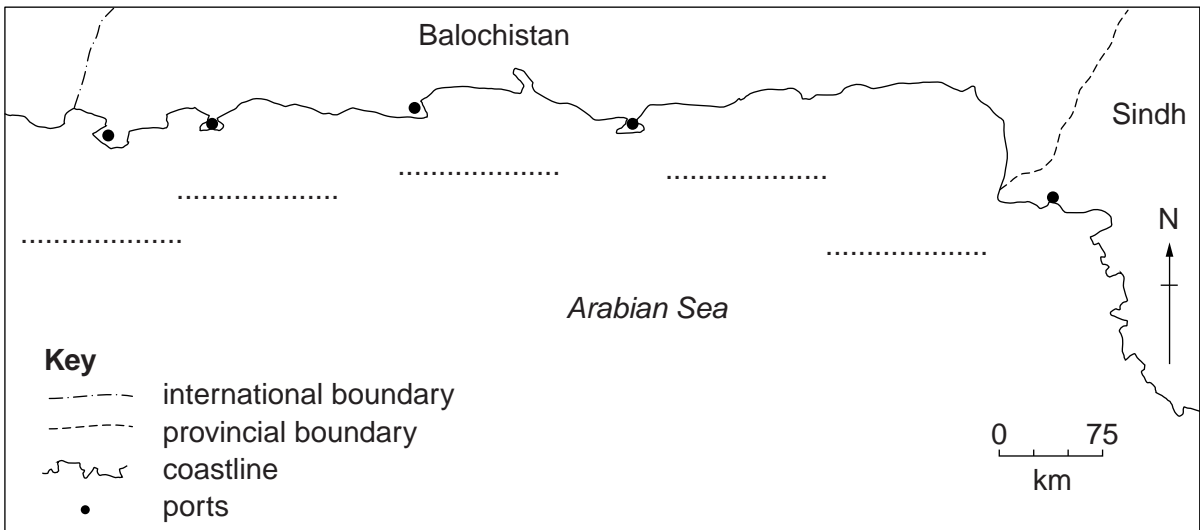 Balochistan
Sindh
N
Arabian Sea
Key
international boundary
provincial boundary
coastline
ports
0 75
km